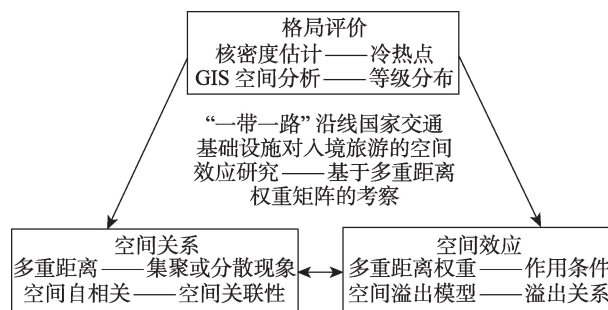 格局评价
核密度估计——冷热点
GIS 空间分析——等级分布
“一带一路”沿线国家交通
基础设施对入境旅游的空间
效应研究——基于多重距离
权重矩阵的考察
空间关系
多重距离——集聚或分散现象
空间自相关——空间关联性
空间效应
多重距离权重——作用条件
空间溢出模型——溢出关系